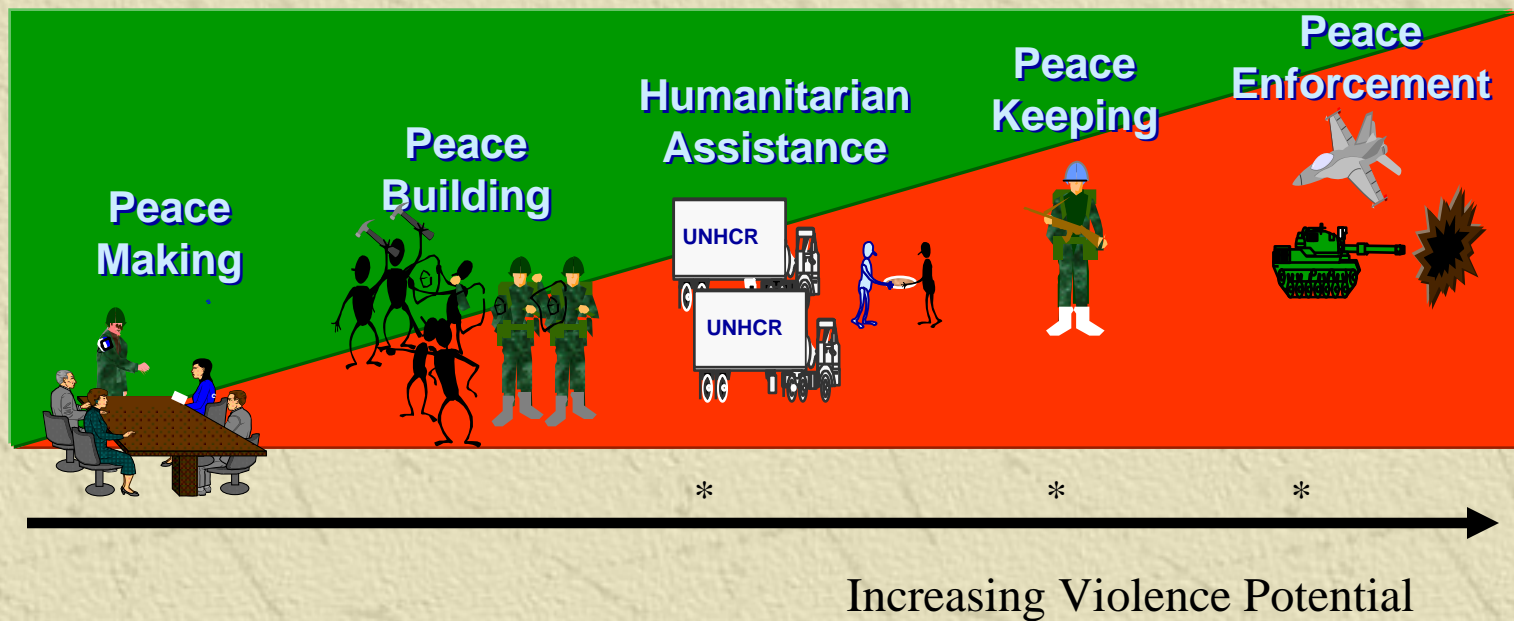 Peace
Making
Peace
Building
Humanitarian
Assistance
Peace
Keeping
Peace
Enforcement
UNHCR
UNHCR
* * *
Increasing Violence Potential